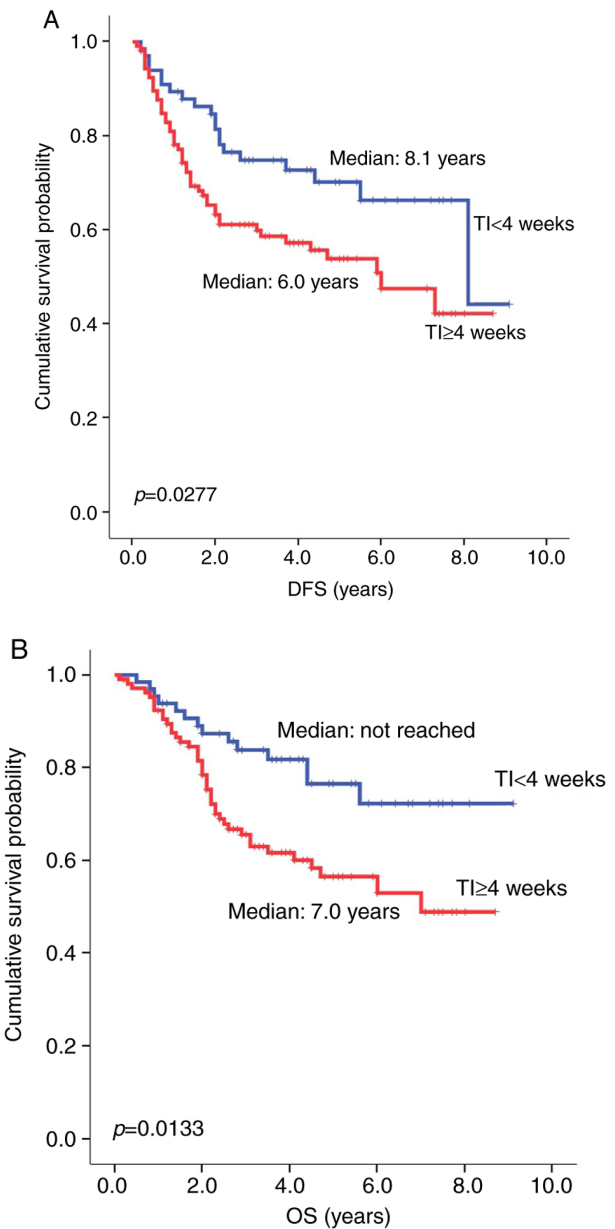 A
1.0
0.8
0.6
0.4
0.2
0.0
Cumulative survival probability
Median: 8.1 years
TI<4 weeks
Median: 6.0 years
TI≥4 weeks
p=0.0277
0.0 2.0 4.0 6.0 8.0 10.0
DFS (years)
B
1.0
0.8
0.6
0.4
0.2
0.0
Cumulative survival probability
Median: not reached
TI<4 weeks
TI≥4 weeks
Median: 7.0 years
p=0.0133
0.0 2.0 4.0 6.0 8.0 10.0
OS (years)